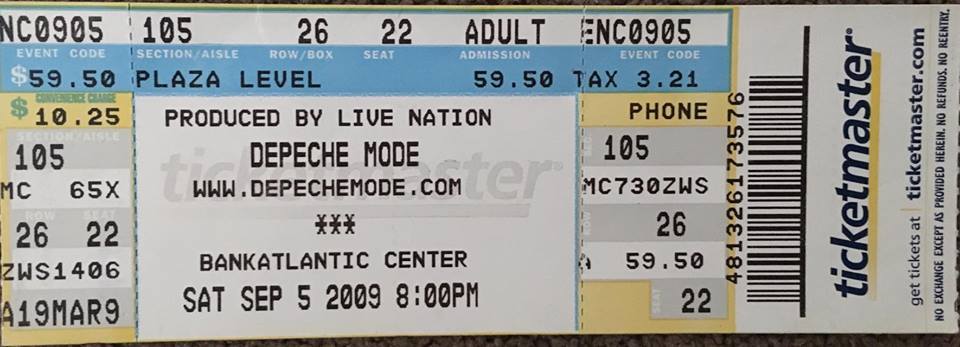 NC0905 105 26 22 ADULT ENC0905
EVENT CODE SECTION/AISLE ROW/BOX SEAT ADMISSION EVENT CODE
$59.50 PLAZA LEVEL 59.50 TAX 3.21
$ CONVENIENCE CHARGE
10.25
SECTION/AISLE
105
MC 65X
ROW SEAT
26 22
ZWS1406
A19MAR9
ticketmaster
PRODUCED BY LIVE NATION
DEPECHE MODE
WWW.DEPECHEMODE.COM
***
BANKATLANTIC CENTER
SAT SEP 5 2009 8:00PM
PHONE
105
MC730ZWS
26
A 59.50
SEAT
22
481326173576
ticketmaster
get tickets at | ticketmaster.com
NO EXCHANGE EXCEPT AS PROVIDED HEREIN. NO REFUNDS. NO REENTRY.